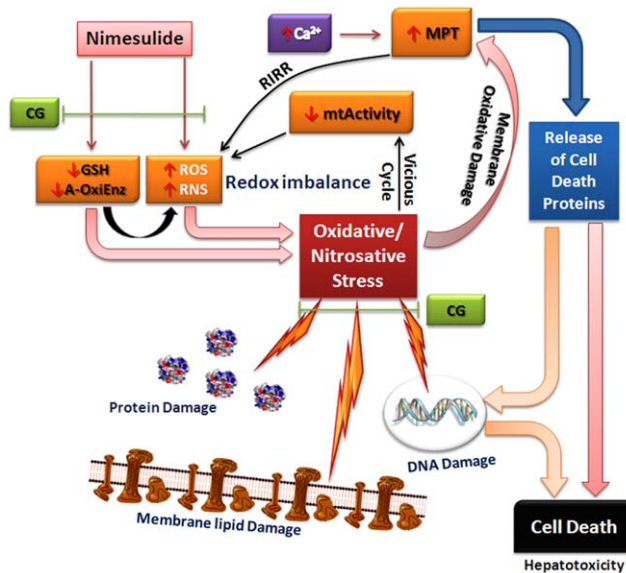 Nimesulide
↑Ca²⁺
↑ MPT
RIRR
CG
↓ mtActivity
Membrane
Oxidative Damage
Release
of Cell
Death
Proteins
↓GSH
↓A-OxiEnz
↑ ROS
↑ RNS
Redox imbalance
Vicious
Cycle
Oxidative/
Nitrosative
Stress
CG
Protein Damage
DNA Damage
Membrane lipid Damage
Cell Death
Hepatotoxicity